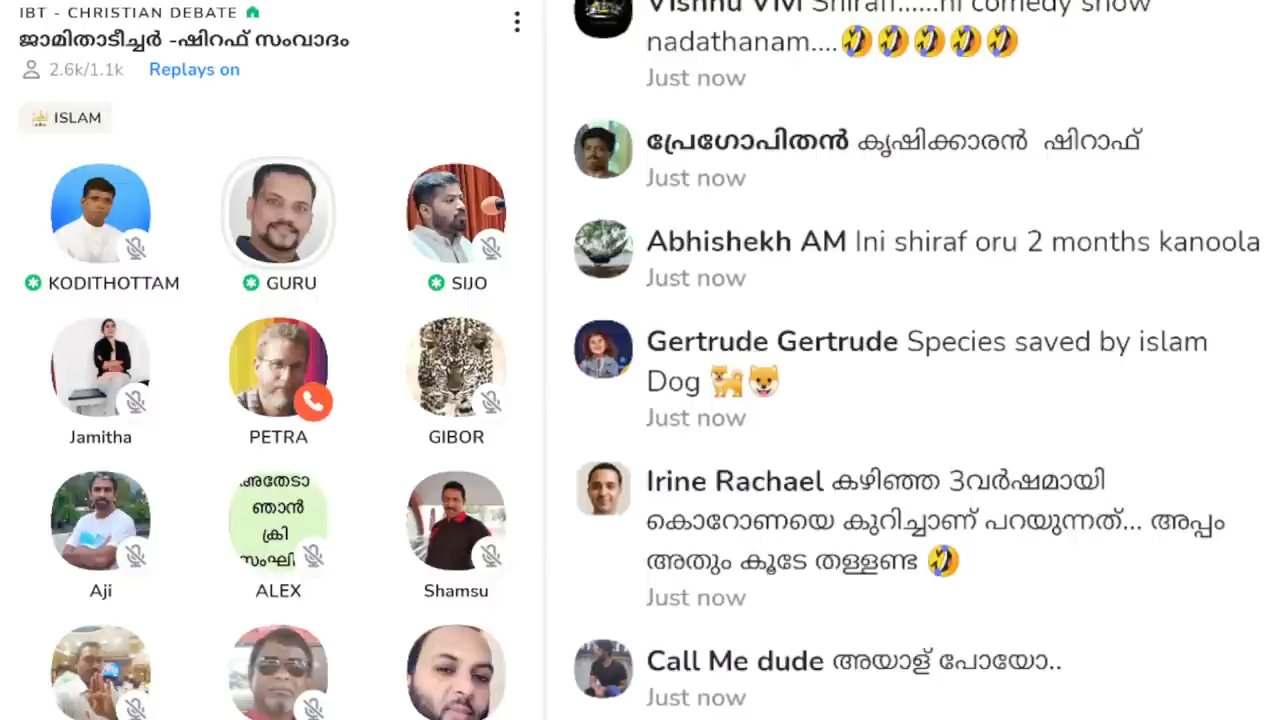 IBT - CHRISTIAN DEBATE
ജാമിതാടീച്ചർ -ഷിറഫ് സംവാദം
2.6k/1.1k Replays on
ISLAM
KODITHOTTAM
GURU
SIJO
Jamitha
PETRA
GIBOR
അതേടാ
ഞാൻ
ക്രി
സംഘി
Aji
ALEX
Shamsu
Vishnu VM Shiraff......ni comedy show
nadathanam....🤣🤣🤣🤣🤣
Just now
പ്രേഗോപിതൻ കൃഷിക്കാരൻ ഷിറാഫ്
Just now
Abhishekh AM Ini shiraf oru 2 months kanoola
Just now
Gertrude Gertrude Species saved by islam
Dog 🐕🐶
Just now
Irine Rachael കഴിഞ്ഞ 3വർഷമായി
കൊറോണയെ കുറിച്ചാണ് പറയുന്നത്... അപ്പം
അതും കൂടേ തള്ളണ്ട 🤣
Just now
Call Me dude അയാള് പോയോ..
Just now